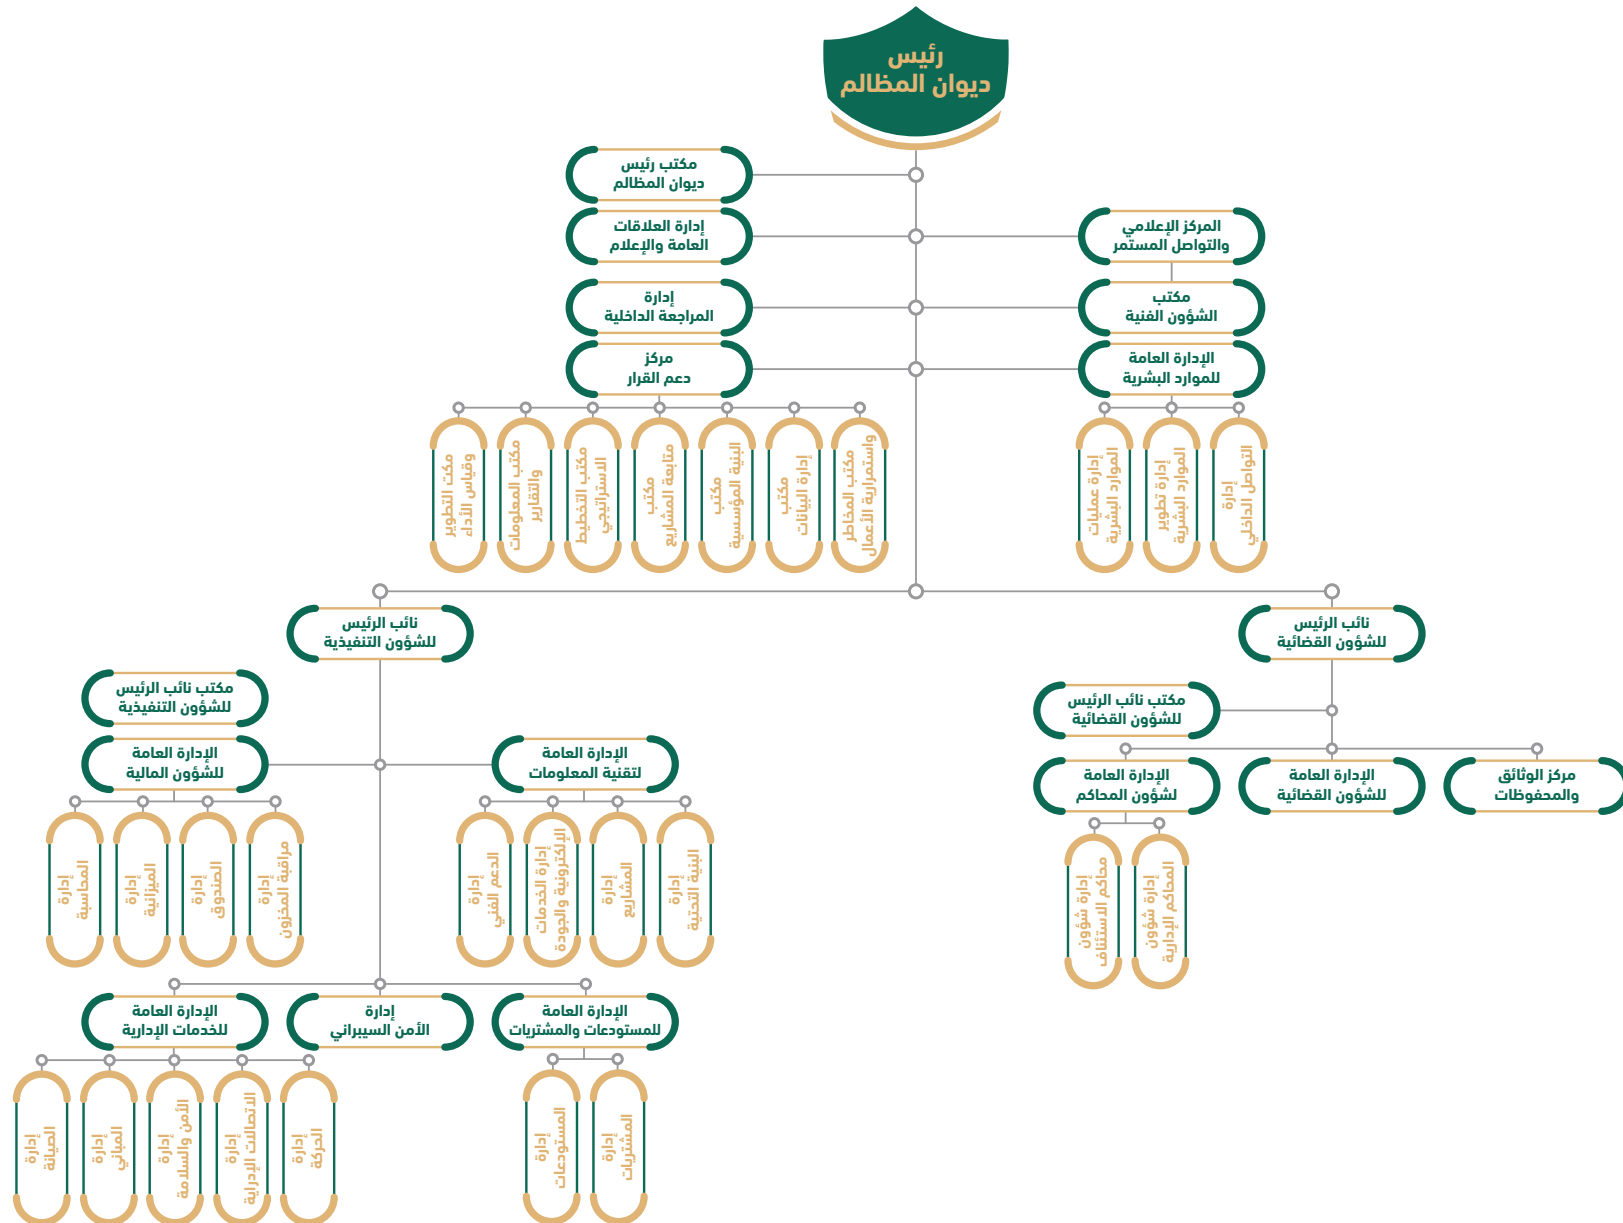 رئيس
ديوان المظالم
مكتب رئيس
ديوان المظالم
المركز الإعلامي
والتواصل المستمر
إدارة العلاقات
العامة والإعلام
مكتب
الشؤون الفنية
إدارة
المراجعة الداخلية
الإدارة العامة
للموارد البشرية
مركز
دعم القرار
إدارة
التواصل الداخلي
إدارة تطوير
الموارد البشرية
إدارة عمليات
الموارد البشرية
مكتب المخاطر
واستمرارية الأعمال
مكتب
إدارة البيانات
مكتب
البنية المؤسسية
مكتب
متابعة المشاريع
مكتب التخطيط
الاستراتيجي
مكتب المعلومات
والتقارير
مكت التطوير
وقياس الأداء
نائب الرئيس
للشؤون القضائية
نائب الرئيس
للشؤون التنفيذية
مكتب نائب الرئيس
للشؤون القضائية
مركز الوثائق
والمحفوظات
الإدارة العامة
للشؤون القضائية
الإدارة العامة
لشؤون المحاكم
إدارة شؤون
المحاكم الإدارية
إدارة شؤون
محاكم الاستئناف
مكتب نائب الرئيس
للشؤون التنفيذية
الإدارة العامة
لتقنية المعلومات
الإدارة العامة
للشؤون المالية
إدارة
البنية التحتية
إدارة
المشاريع
إدارة الخدمات
الإلكترونية والجودة
إدارة
الدعم الفني
إدارة
مراقبة المخزون
إدارة
الصندوق
إدارة
الميزانية
إدارة
المحاسبة
الإدارة العامة
للمستودعات والمشتريات
إدارة
الأمن السيبراني
الإدارة العامة
للخدمات الإدارية
إدارة
المشتريات
إدارة
المستودعات
إدارة
الحركة
إدارة
الاتصالات الإدراية
إدارة
الأمن والسلامة
إدارة
المباني
إدارة
الصيانة